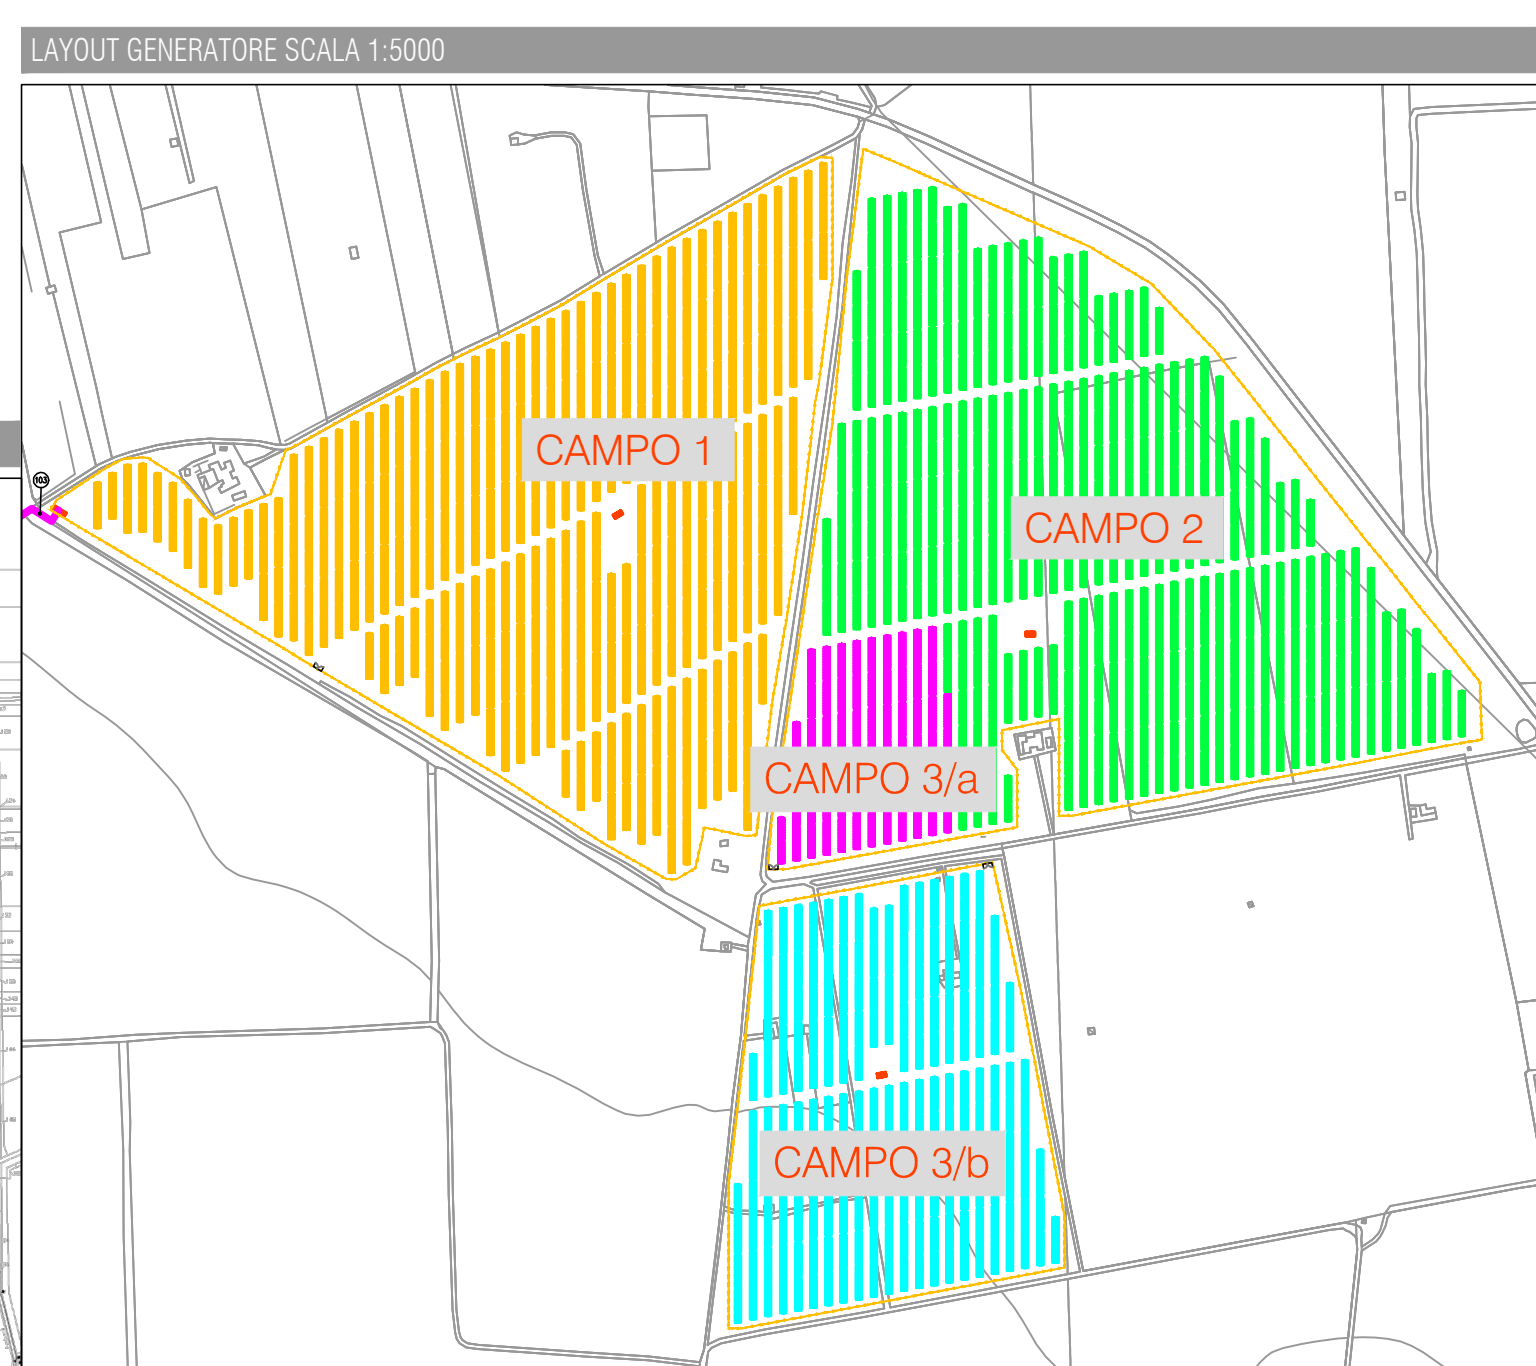 LAYOUT GENERATORE SCALA 1:5000
CAMPO 1
103
CAMPO 2
CAMPO 3/a
CAMPO 3/b